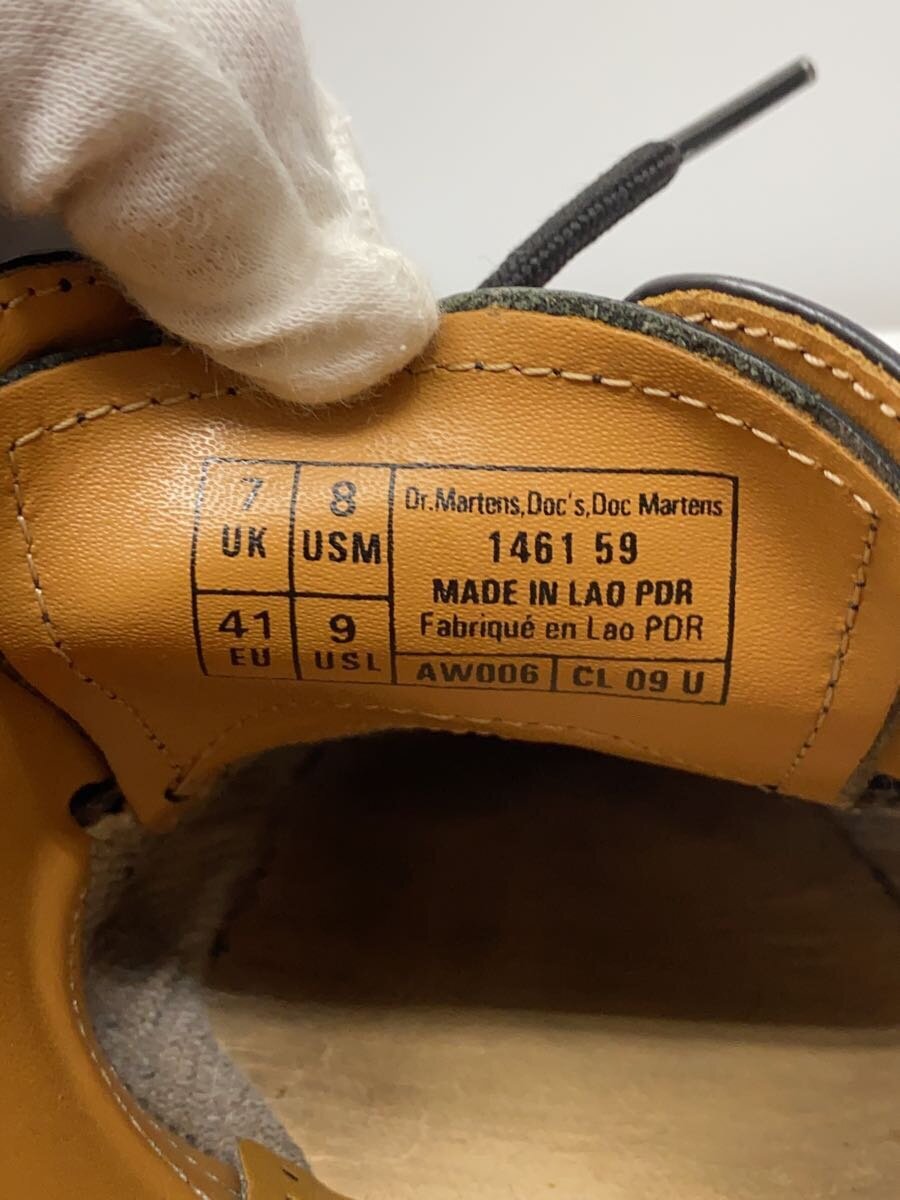 7 UK
8 USM
41 EU
9 USL
Dr.Martens,Doc's,Doc Martens
1461 59
MADE IN LAO PDR
Fabriqué en Lao PDR
AW006 CL 09 U